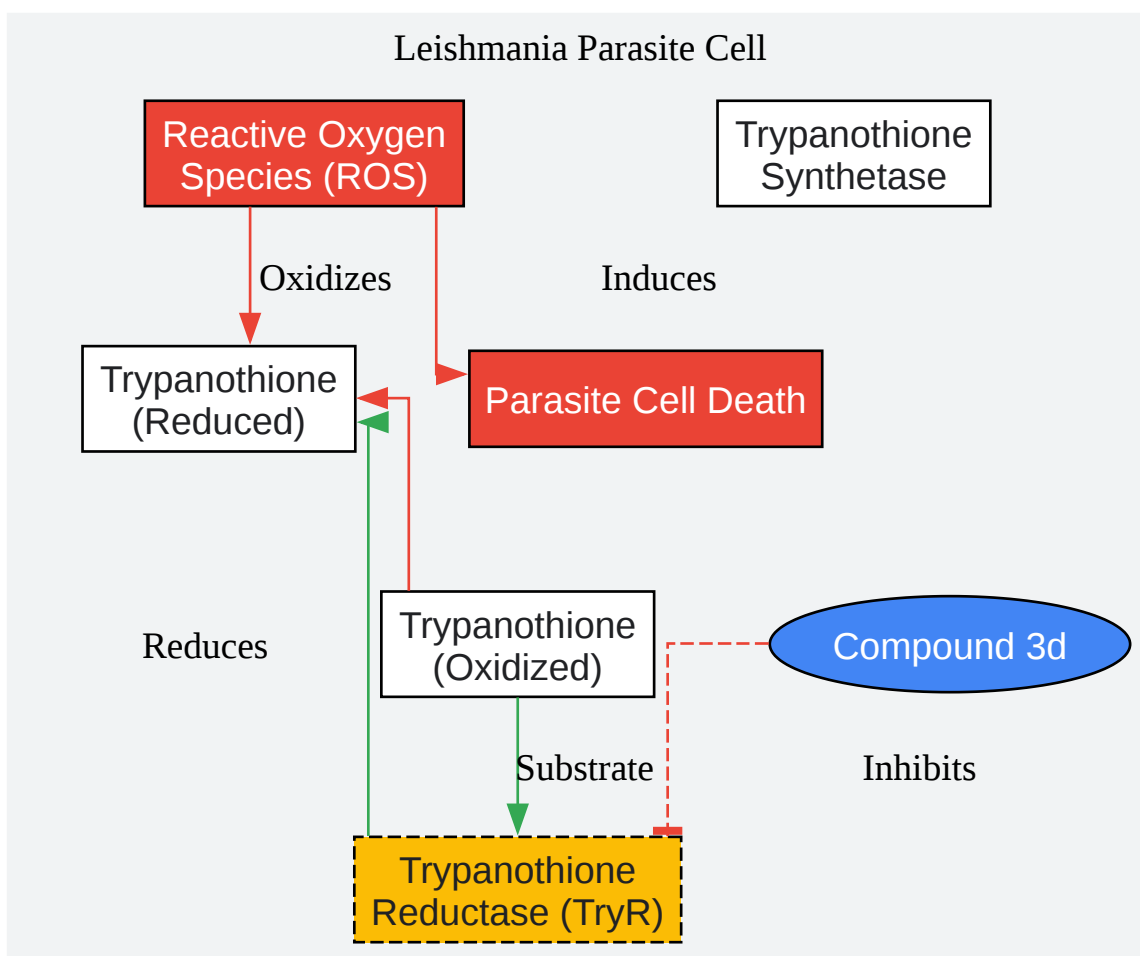 Leishmania Parasite Cell
Reactive Oxygen
Species (ROS)
Trypanothione
Synthetase
Oxidizes
Induces
Trypanothione
(Reduced)
Parasite Cell Death
Reduces
Trypanothione
(Oxidized)
Compound 3d
Substrate
Inhibits
Trypanothione
Reductase (TryR)